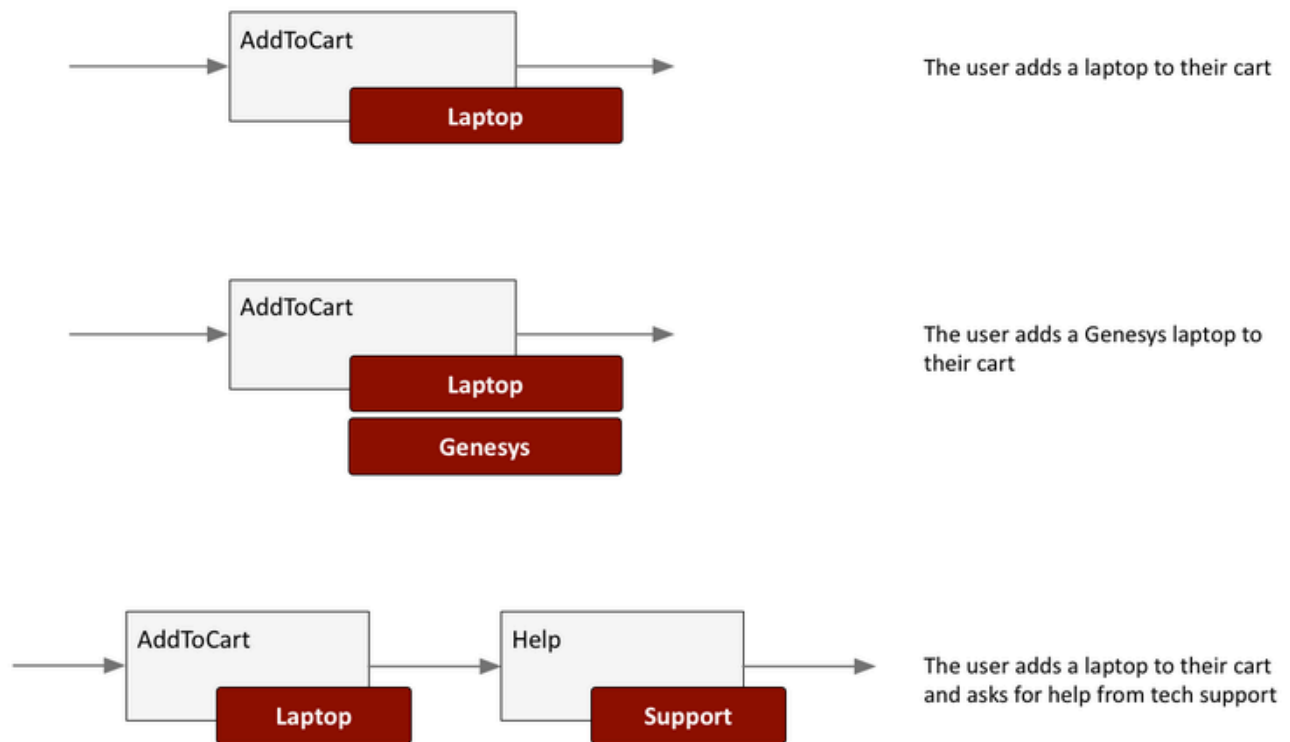 AddToCart
Laptop
The user adds a laptop to their cart
AddToCart
Laptop
Genesys
The user adds a Genesys laptop to
their cart
AddToCart
Laptop
Help
Support
The user adds a laptop to their cart
and asks for help from tech support